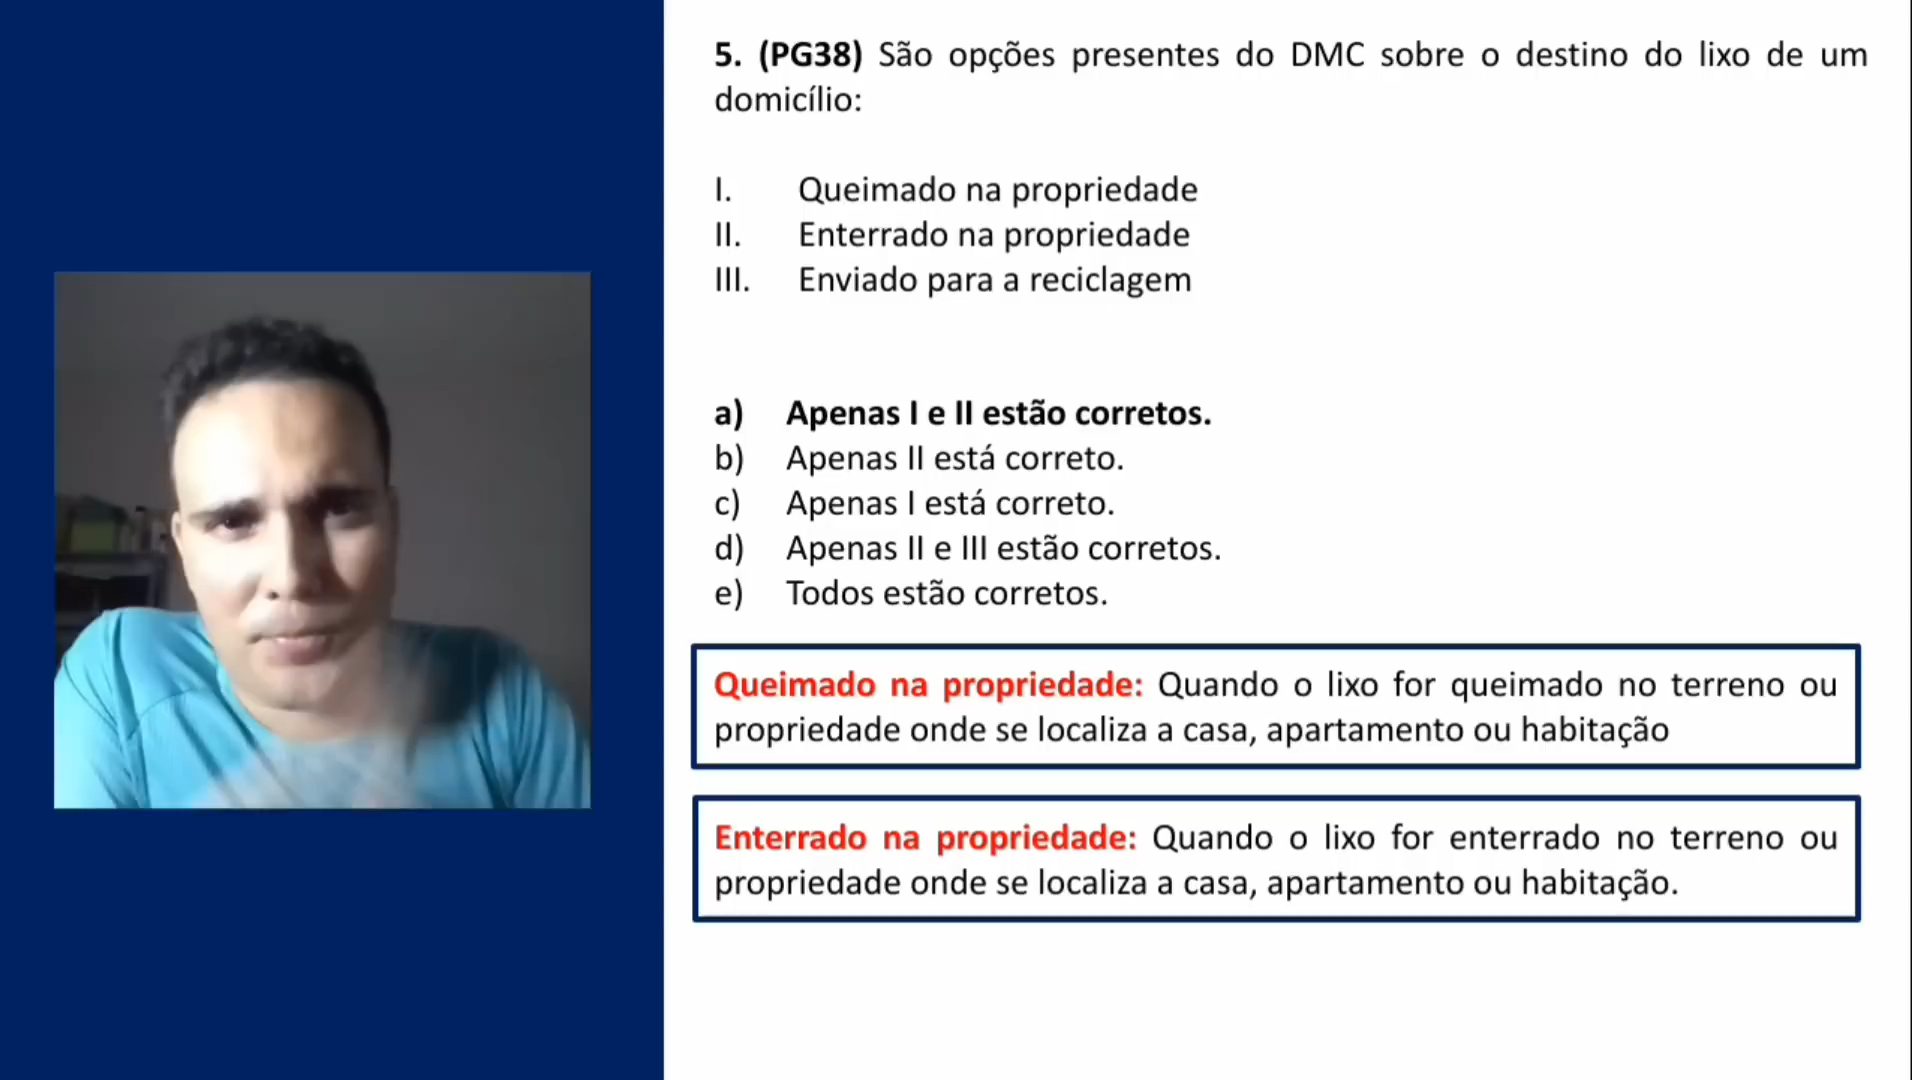 5. (PG38) São opções presentes do DMC sobre o destino do lixo de um
domicílio:
I. Queimado na propriedade
II. Enterrado na propriedade
III. Enviado para a reciclagem
a) Apenas I e II estão corretos.
b) Apenas II está correto.
c) Apenas I está correto.
d) Apenas II e III estão corretos.
e) Todos estão corretos.
Queimado na propriedade: Quando o lixo for queimado no terreno ou
propriedade onde se localiza a casa, apartamento ou habitação
Enterrado na propriedade: Quando o lixo for enterrado no terreno ou
propriedade onde se localiza a casa, apartamento ou habitação.